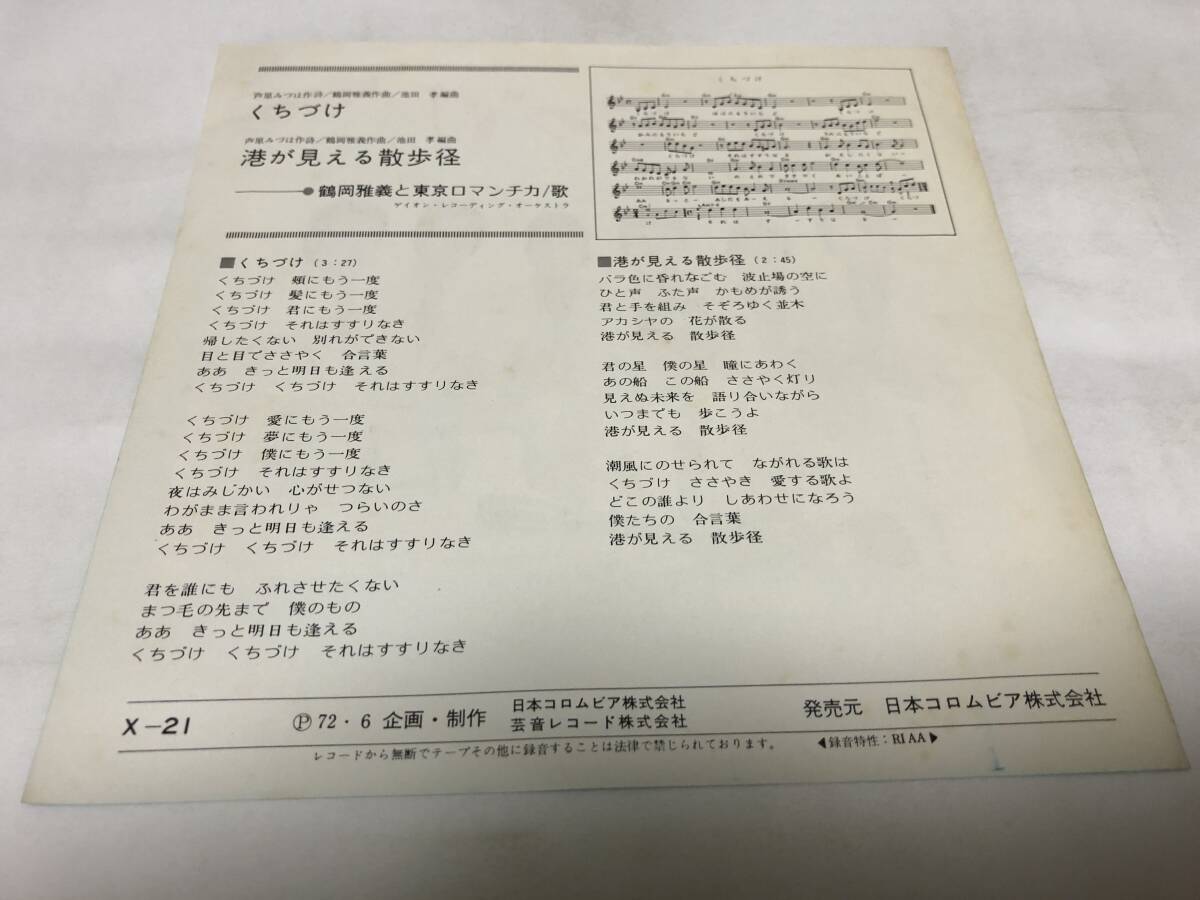 芦原みづほ作詩/鶴岡雅義作曲/池田 孝編曲
くちづけ
芦原みづほ作詩/鶴岡雅義作曲/池田 孝編曲
港が見える散歩径
鶴岡雅義と東京ロマンチカ/歌
ゲイオン・レコーディング・オーケストラ
くちづけ
■くちづけ (3:27)
くちづけ 頬にもう一度
くちづけ 髪にもう一度
くちづけ 君にもう一度
くちづけ それはすすりなき
帰したくない 別れができない
目と目でささやく 合言葉
ああ きっと明日も逢える
くちづけ くちづけ それはすすりなき
くちづけ 愛にもう一度
くちづけ 夢にもう一度
くちづけ 僕にもう一度
くちづけ それはすすりなき
夜はみじかい 心がせつない
わがまま言われりゃ つらいのさ
ああ きっと明日も逢える
くちづけ くちづけ それはすすりなき
君を誰にも ふれさせたくない
まつ毛の先まで 僕のもの
ああ きっと明日も逢える
くちづけ くちづけ それはすすりなき
■港が見える散歩径 (2:45)
バラ色に昏れなごむ 波止場の空に
ひと声 ふた声 かもめが誘う
君と手を組み そぞろゆく並木
アカシヤの 花が散る
港が見える 散歩径
君の星 僕の星 瞳にあわく
あの船 この船 ささやく灯り
見えぬ未来を 語り合いながら
いつまでも 歩こうよ
港が見える 散歩径
潮風にのせられて ながれる歌は
くちづけ ささやき 愛する歌よ
どこの誰より しあわせになろう
僕たちの 合言葉
港が見える 散歩径
X-21
Ⓟ72・6 企画・制作
日本コロムビア株式会社
芸音レコード株式会社
発売元 日本コロムビア株式会社
レコードから無断でテープその他に録音することは法律で禁じられております。
◀録音特性:RIAA▶